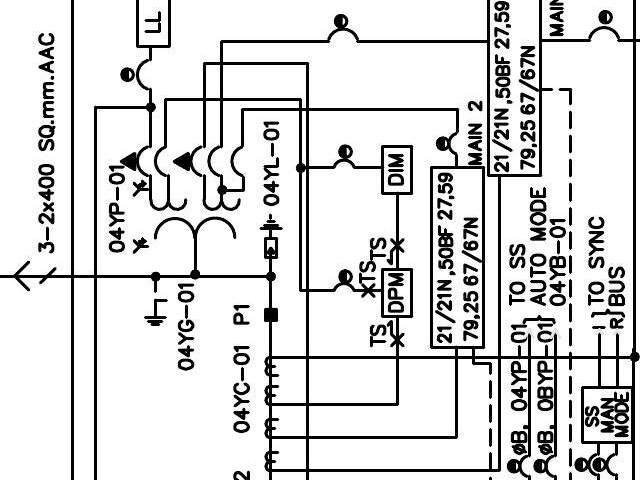 LL
3-2x400 SQ.mm.AAC
04YP-01
04YG-01
P1
04YC-01
2
04YL-01
DIM
TS
TS
DPM
TS
MAIN 2
21/21N,50BF 27,59
79,25 67/67N
21/21N,50BF 27,59
79,25 67/67N
MAIN
TO SS
AUTO MODE
04YB-01
øB, 04YP-01
øB, 0BYP-01
TO SYNC
BUS
R
SS
MAN
MODE